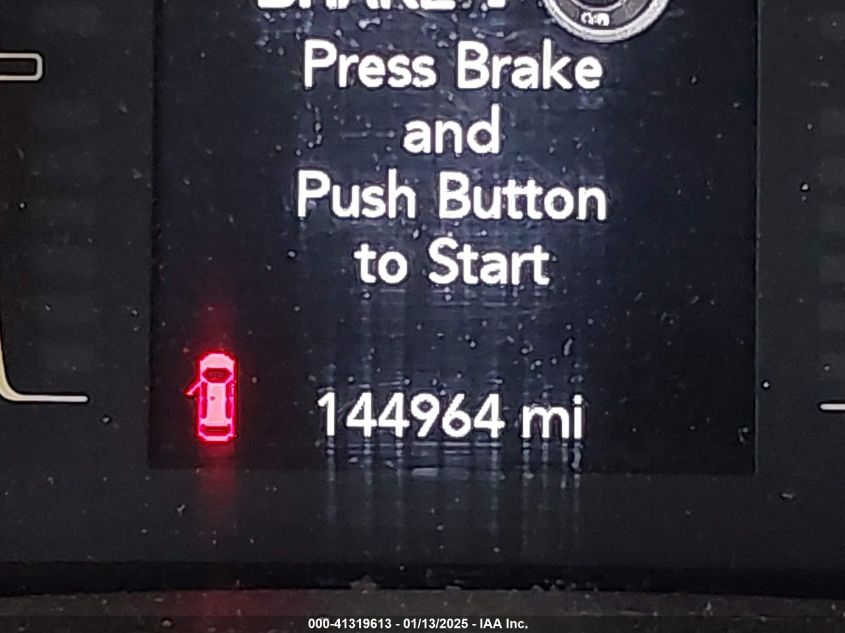 Press Brake
and
Push Button
to Start
144964 mi
000-41319613 - 01/13/2025 - IAA Inc.